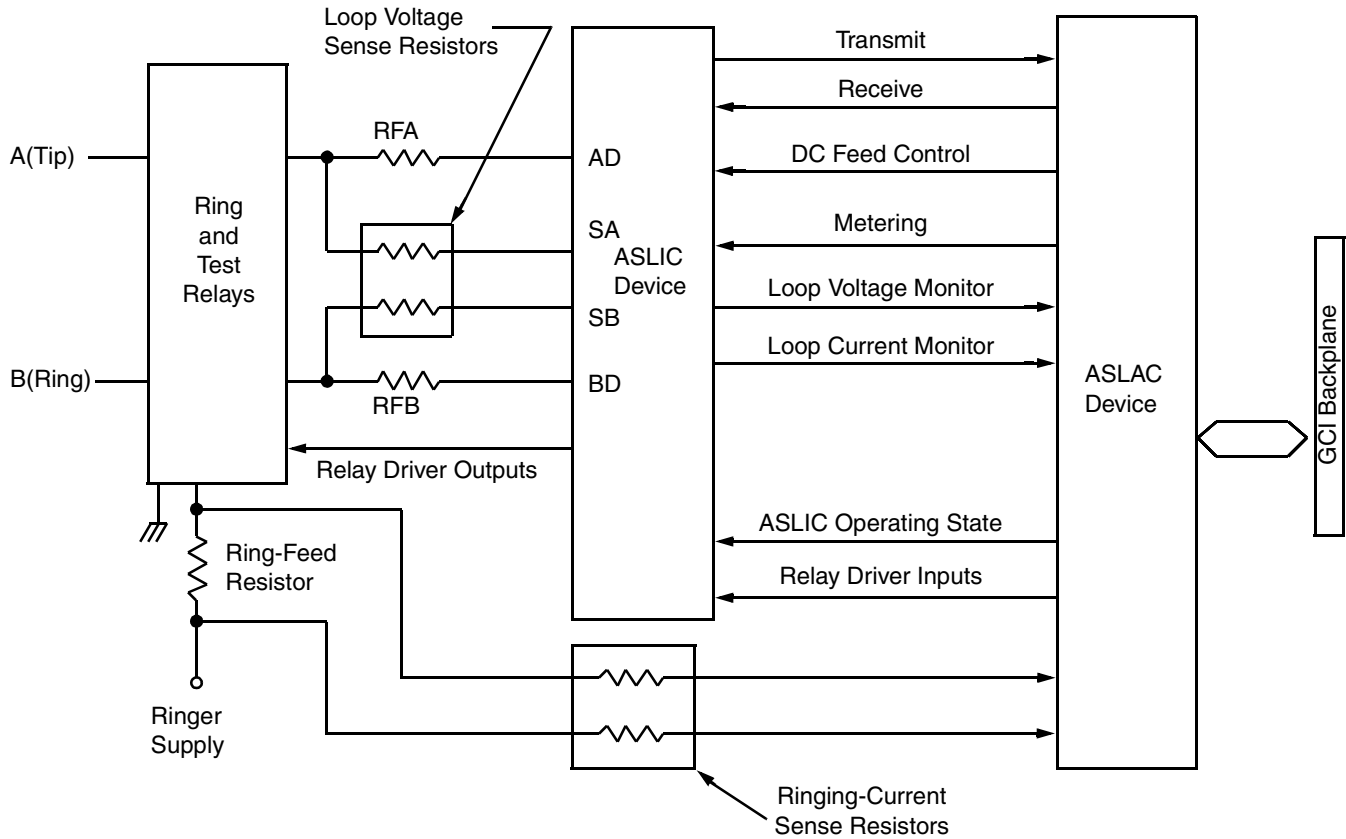 Loop Voltage
Sense Resistors
Transmit
Receive
RFA
A(Tip)
AD
DC Feed Control
Ring
and
Test
Relays
SA
ASLIC
Device
Metering
Loop Voltage Monitor
SB
Loop Current Monitor
B(Ring)
BD
RFB
ASLAC
Device
GCI Backplane
Relay Driver Outputs
ASLIC Operating State
Ring-Feed
Resistor
Relay Driver Inputs
Ringer
Supply
Ringing-Current
Sense Resistors